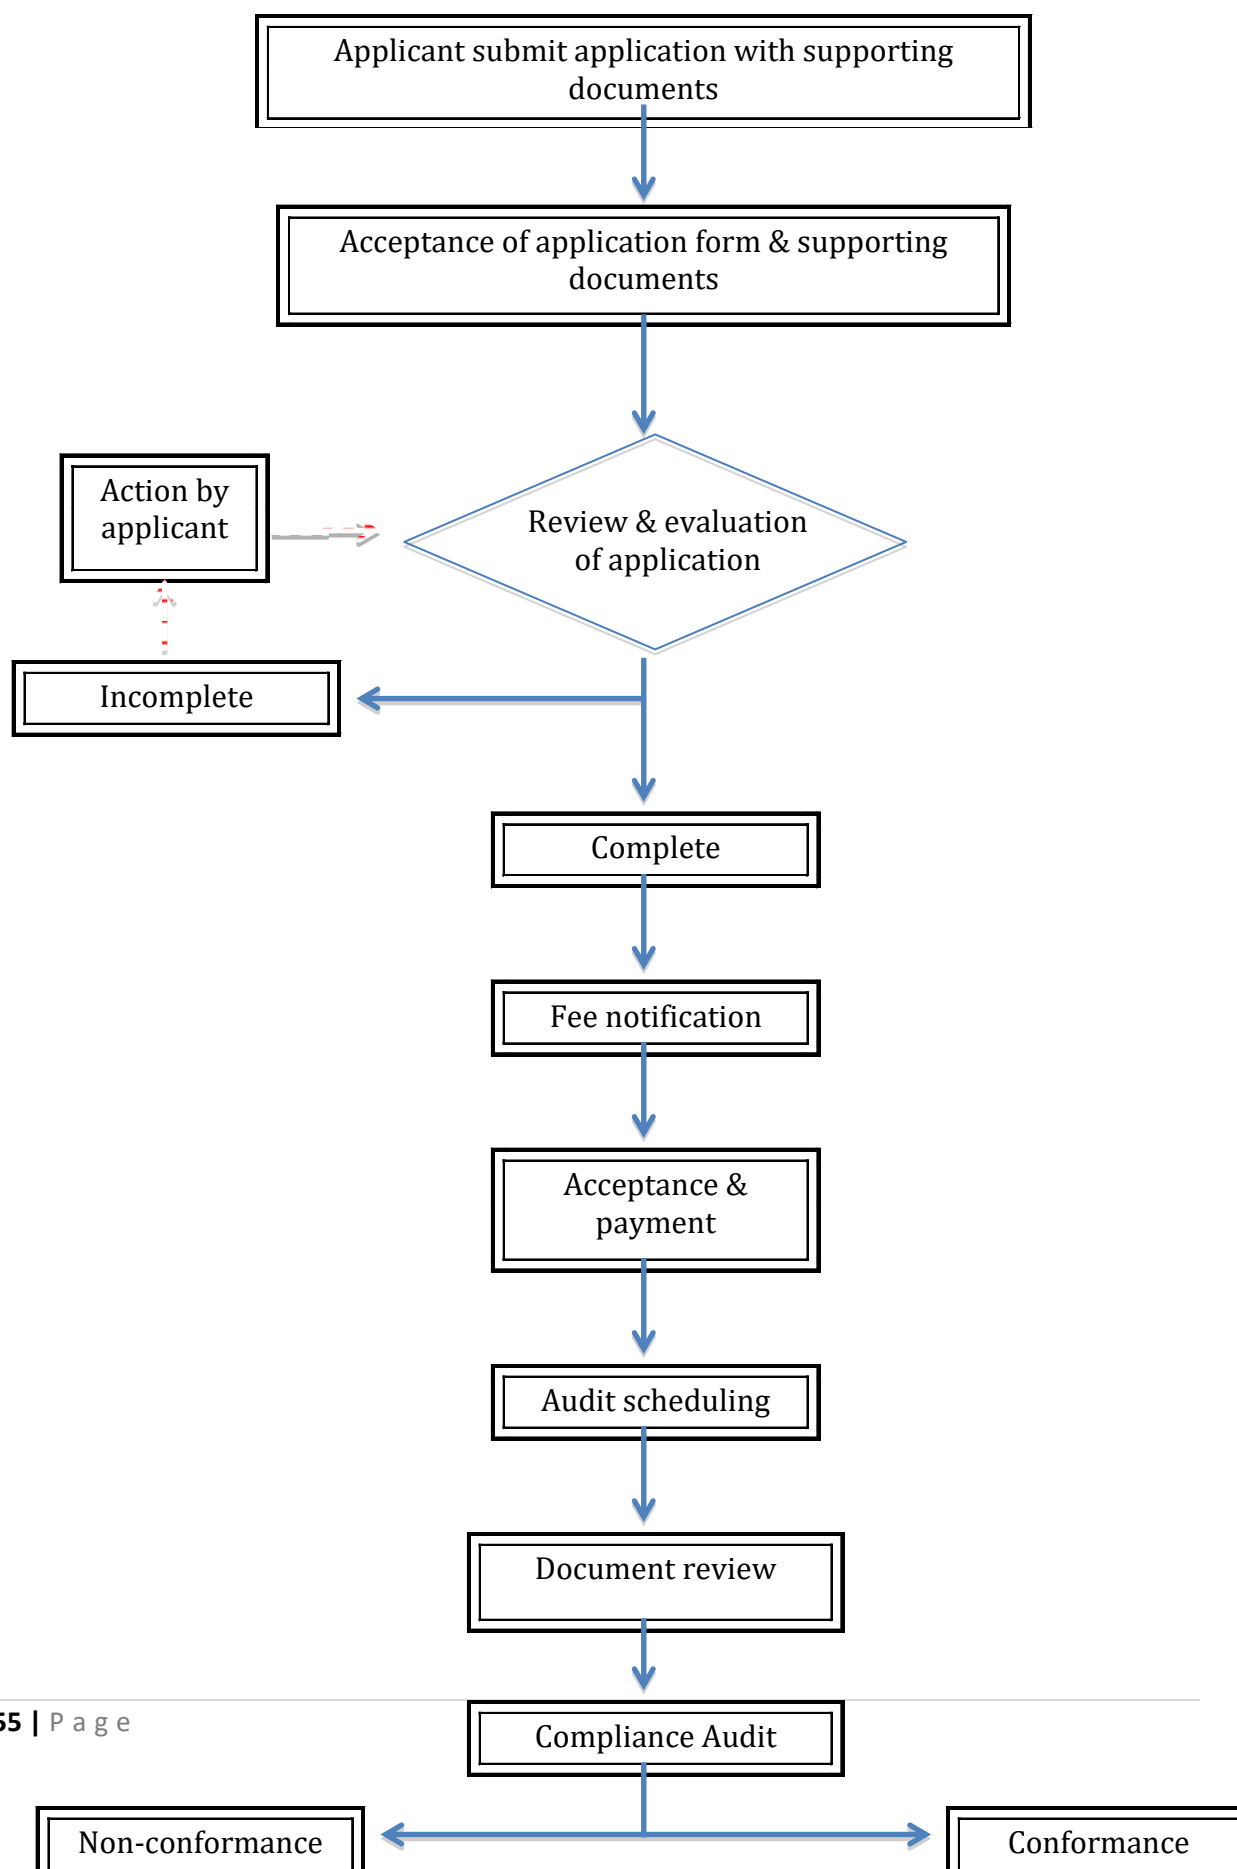 Applicant submit application with supporting
documents
Acceptance of application form & supporting
documents
Action by
applicant
Review & evaluation
of application
Incomplete
Complete
Fee notification
Acceptance &
payment
Audit scheduling
Document review
55 | P a g e
Compliance Audit
Non-conformance
Conformance